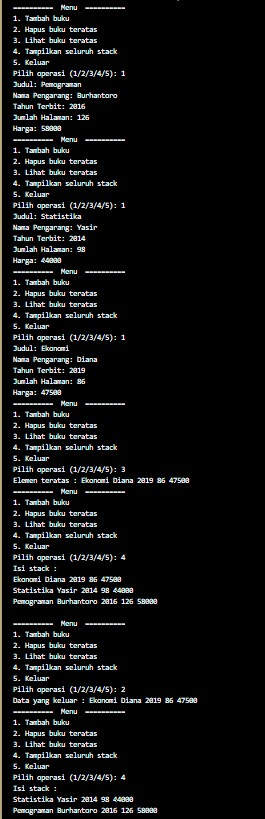 ==========  Menu  ==========
1. Tambah buku
2. Hapus buku teratas
3. Lihat buku teratas
4. Tampilkan seluruh stack
5. Keluar
Pilih operasi (1/2/3/4/5): 1
Judul: Pemograman
Nama Pengarang: Burhantoro
Tahun Terbit: 2016
Jumlah Halaman: 126
Harga: 58000
==========  Menu  ==========
1. Tambah buku
2. Hapus buku teratas
3. Lihat buku teratas
4. Tampilkan seluruh stack
5. Keluar
Pilih operasi (1/2/3/4/5): 1
Judul: Statistika
Nama Pengarang: Yasir
Tahun Terbit: 2014
Jumlah Halaman: 98
Harga: 44000
==========  Menu  ==========
1. Tambah buku
2. Hapus buku teratas
3. Lihat buku teratas
4. Tampilkan seluruh stack
5. Keluar
Pilih operasi (1/2/3/4/5): 1
Judul: Ekonomi
Nama Pengarang: Diana
Tahun Terbit: 2019
Jumlah Halaman: 86
Harga: 47500
==========  Menu  ==========
1. Tambah buku
2. Hapus buku teratas
3. Lihat buku teratas
4. Tampilkan seluruh stack
5. Keluar
Pilih operasi (1/2/3/4/5): 3
Elemen teratas : Ekonomi Diana 2019 86 47500
==========  Menu  ==========
1. Tambah buku
2. Hapus buku teratas
3. Lihat buku teratas
4. Tampilkan seluruh stack
5. Keluar
Pilih operasi (1/2/3/4/5): 4
Isi stack :
Ekonomi Diana 2019 86 47500
Statistika Yasir 2014 98 44000
Pemograman Burhantoro 2016 126 58000

==========  Menu  ==========
1. Tambah buku
2. Hapus buku teratas
3. Lihat buku teratas
4. Tampilkan seluruh stack
5. Keluar
Pilih operasi (1/2/3/4/5): 2
Data yang keluar : Ekonomi Diana 2019 86 47500
==========  Menu  ==========
1. Tambah buku
2. Hapus buku teratas
3. Lihat buku teratas
4. Tampilkan seluruh stack
5. Keluar
Pilih operasi (1/2/3/4/5): 4
Isi stack :
Statistika Yasir 2014 98 44000
Pemograman Burhantoro 2016 126 58000